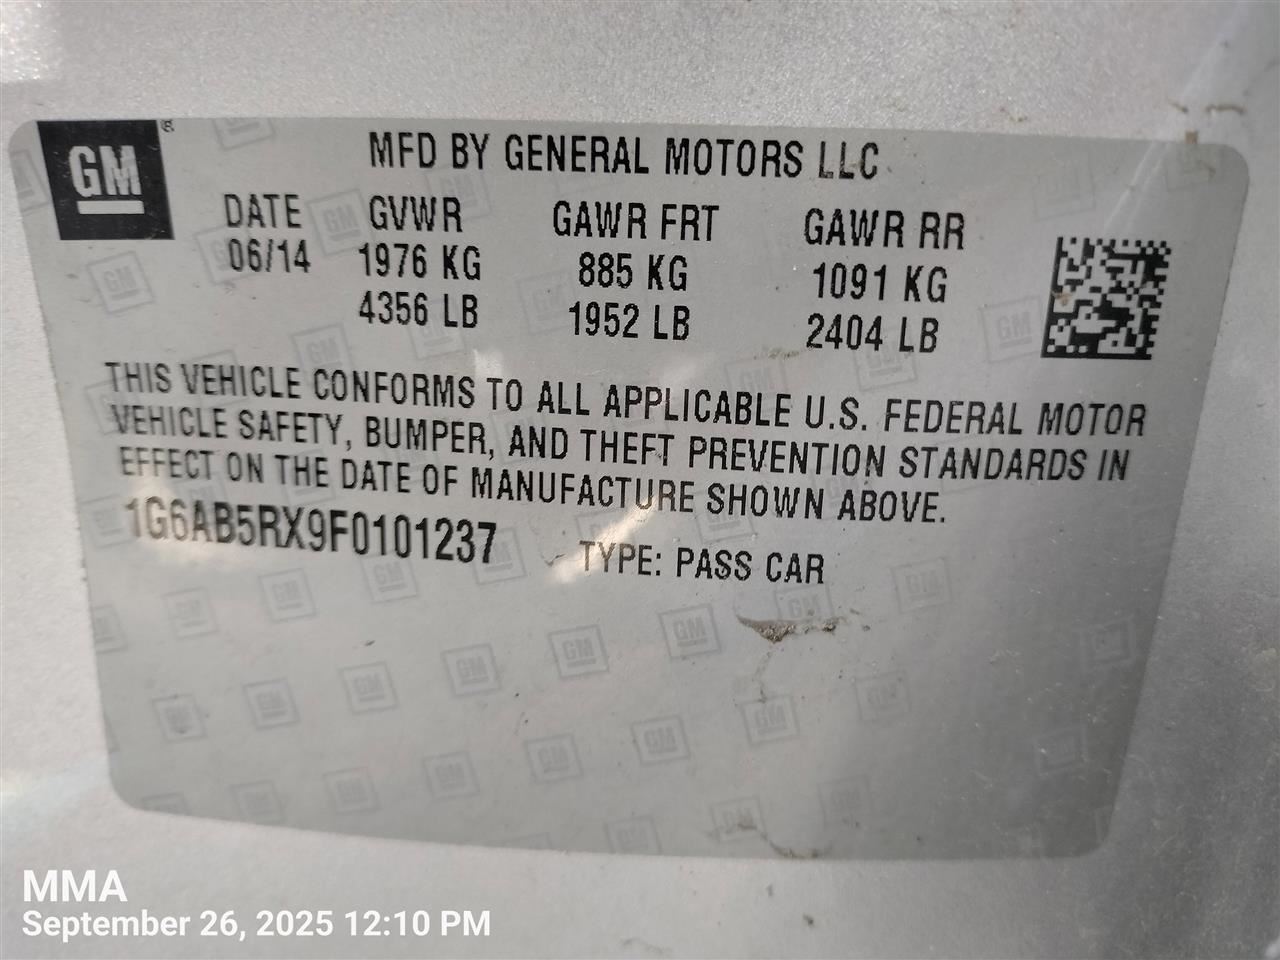 GM ®
MFD BY GENERAL MOTORS LLC
DATE GVWR GAWR FRT GAWR RR
06/14 1976 KG 885 KG 1091 KG
4356 LB 1952 LB 2404 LB
THIS VEHICLE CONFORMS TO ALL APPLICABLE U.S. FEDERAL MOTOR
VEHICLE SAFETY, BUMPER, AND THEFT PREVENTION STANDARDS IN
EFFECT ON THE DATE OF MANUFACTURE SHOWN ABOVE.
1G6AB5RX9F0101237 TYPE: PASS CAR
MMA
September 26, 2025 12:10 PM